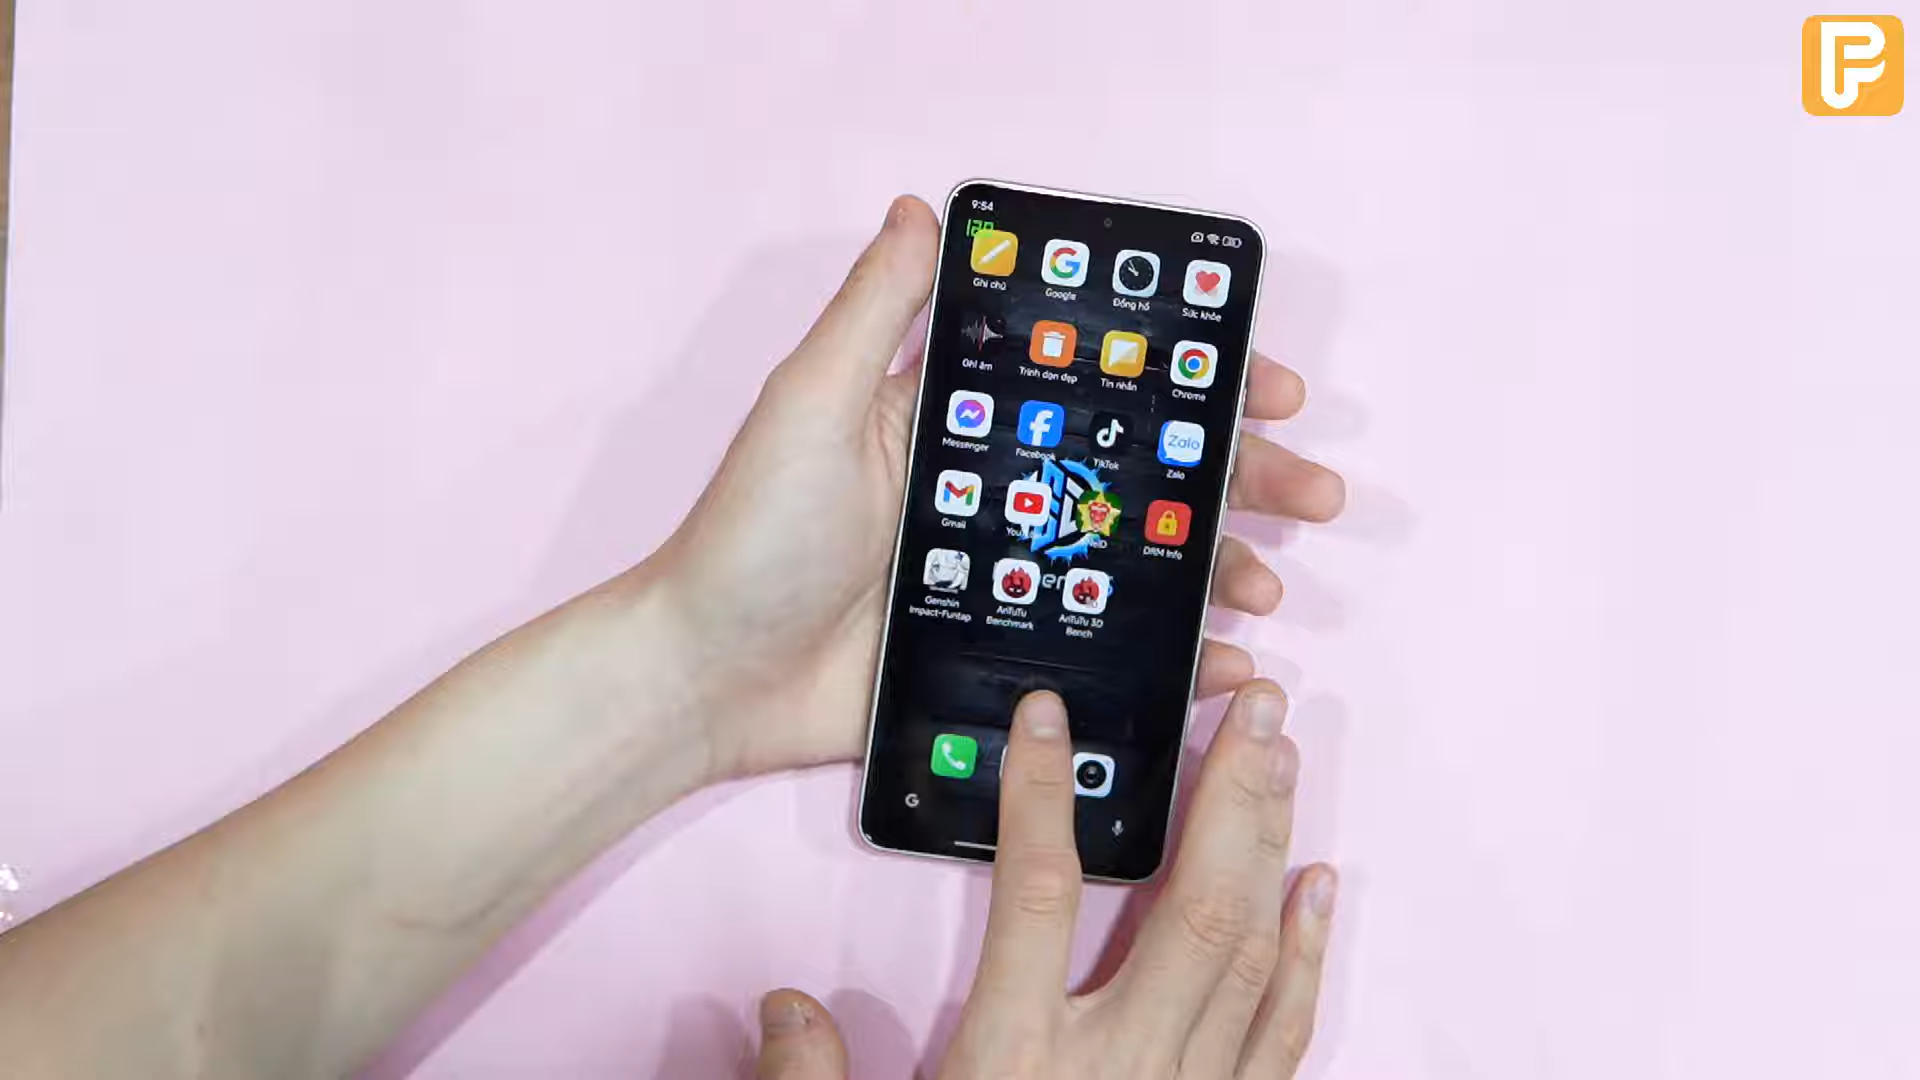 9:54
120
Ghi chú
Google
Đồng hồ
Sức khỏe
Ghi âm
Trình dọn dẹp
Tin nhắn
Chrome
Messenger
Facebook
TikTok
Zalo
Zalo
Gmail
DRM Info
Genshin
Impact-Funtap
AnTuTu
Benchmark
AnTuTu 3D
Bench